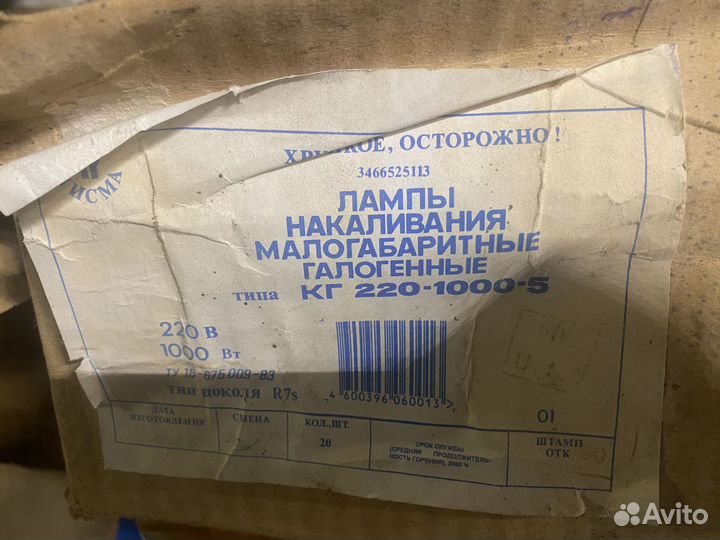 ХРУПКОЕ, ОСТОРОЖНО!
3466525113
ИСМА
ЛАМПЫ
НАКАЛИВАНИЯ
МАЛОГАБАРИТНЫЕ
ГАЛОГЕННЫЕ
типа КГ 220-1000-5
220 В
1000 Вт
ТУ 16-675 009-83
тип цоколя R7s
4 600396 060013 >
01
ДАТА ИЗГОТОВЛЕНИЯ
СМЕНА
КОЛ., ШТ.
20
СРОК СЛУЖБЫ
(СРЕДНЯЯ ПРОДОЛЖИТЕЛЬ-
НОСТЬ ГОРЕНИЯ), 2000 Ч
ШТАМП
ОТК
Avito